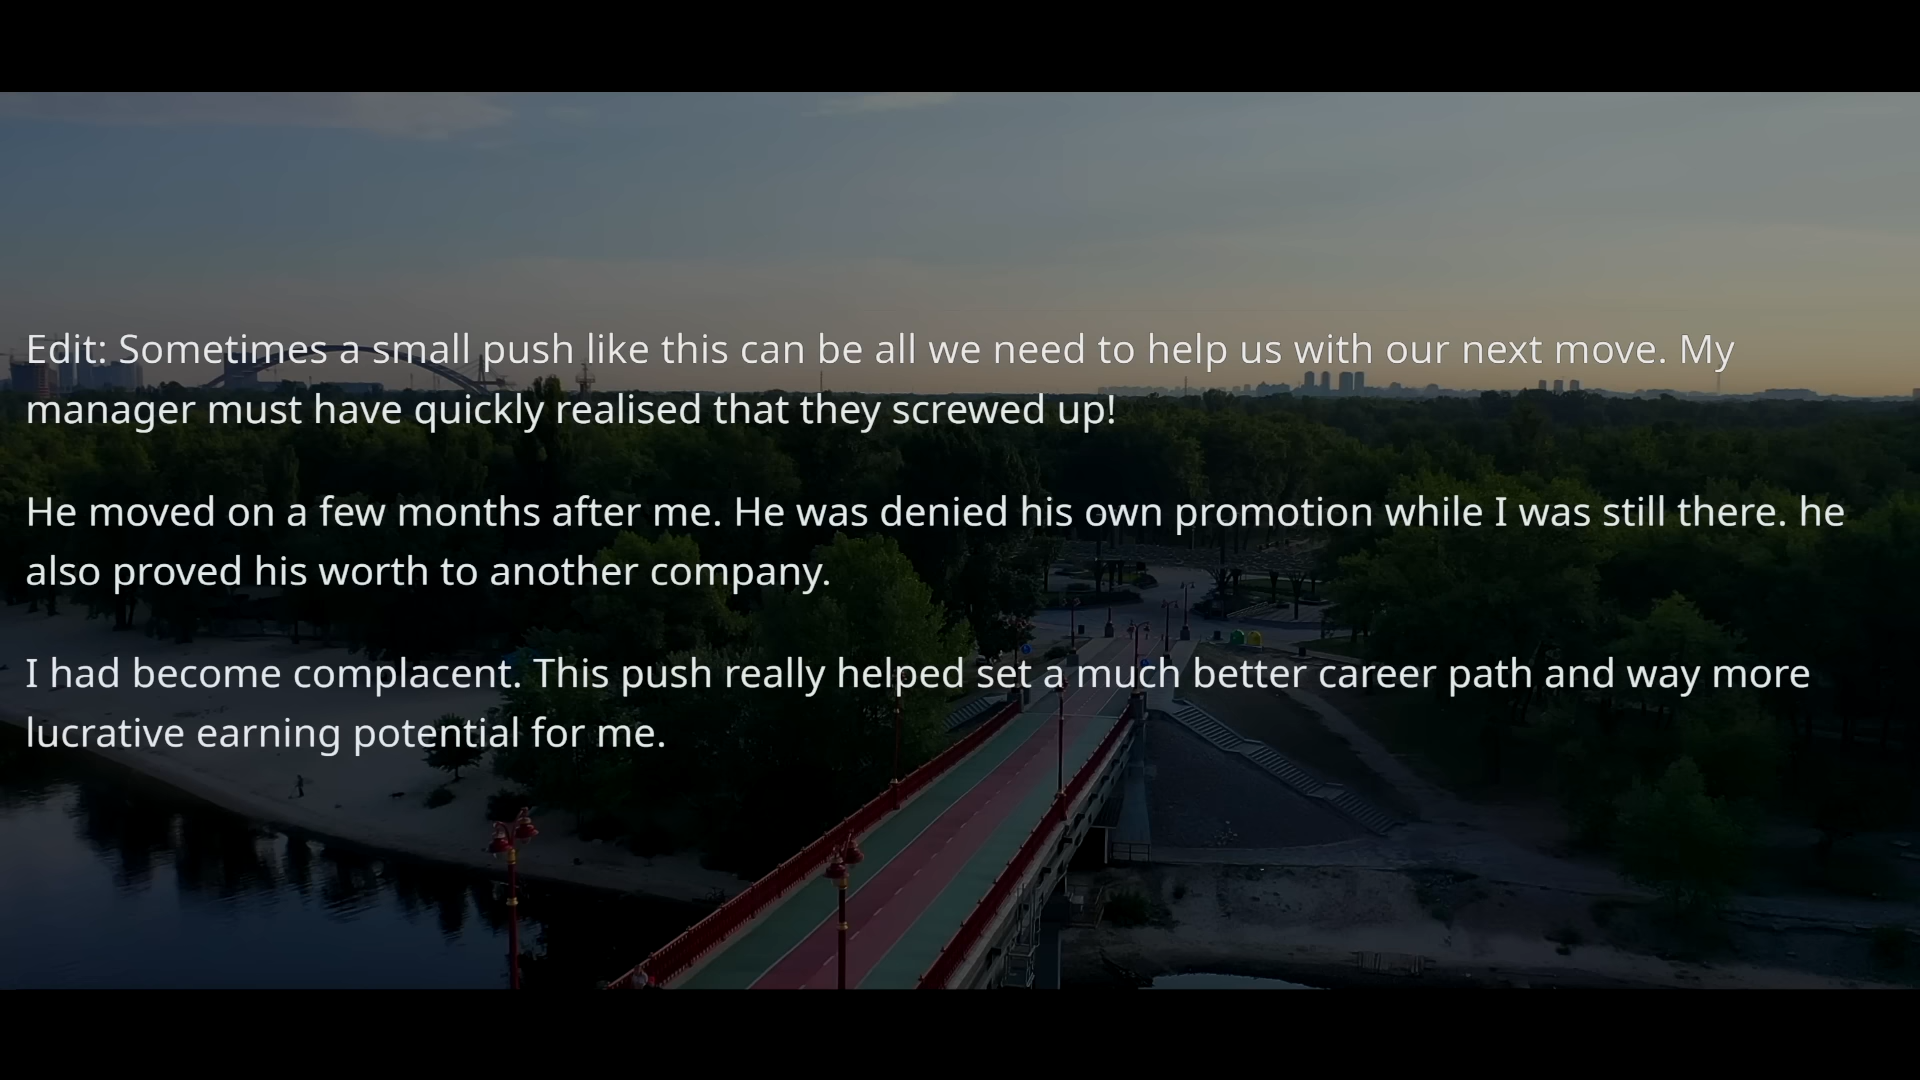 Edit: Sometimes a small push like this can be all we need to help us with our next move. My
manager must have quickly realised that they screwed up!
He moved on a few months after me. He was denied his own promotion while I was still there. he
also proved his worth to another company.
I had become complacent. This push really helped set a much better career path and way more
lucrative earning potential for me.